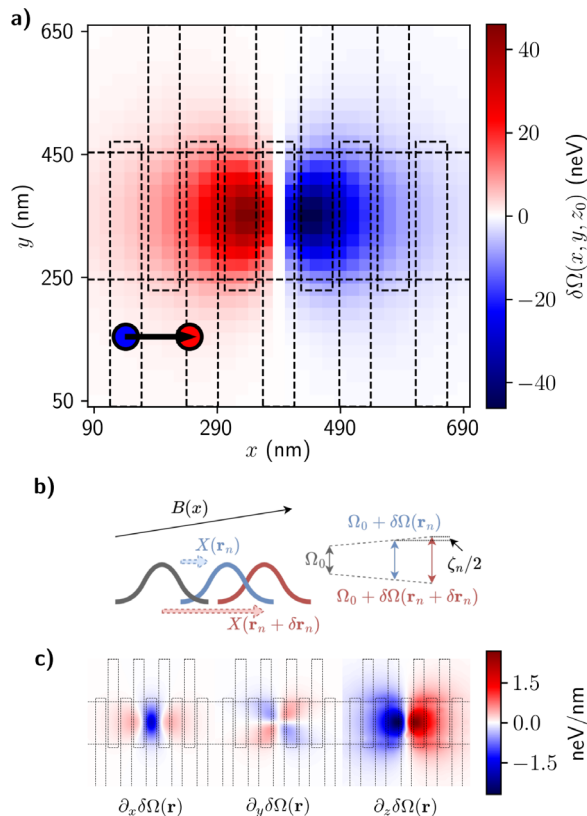 a)
650
450
250
50
y (nm)
90 290 490 690
x (nm)
40
20
0
−20
−40
δΩ(x, y, z₀) (neV)
b)
B(x)
X(𝐫ₙ)
X(𝐫ₙ + δ𝐫ₙ)
Ω₀ + δΩ(𝐫ₙ)
Ω₀
ζₙ/2
Ω₀ + δΩ(𝐫ₙ + δ𝐫ₙ)
c)
1.5
0.0
−1.5
neV/nm
∂ₓδΩ(𝐫) ∂ᵧδΩ(𝐫) ∂_zδΩ(𝐫)